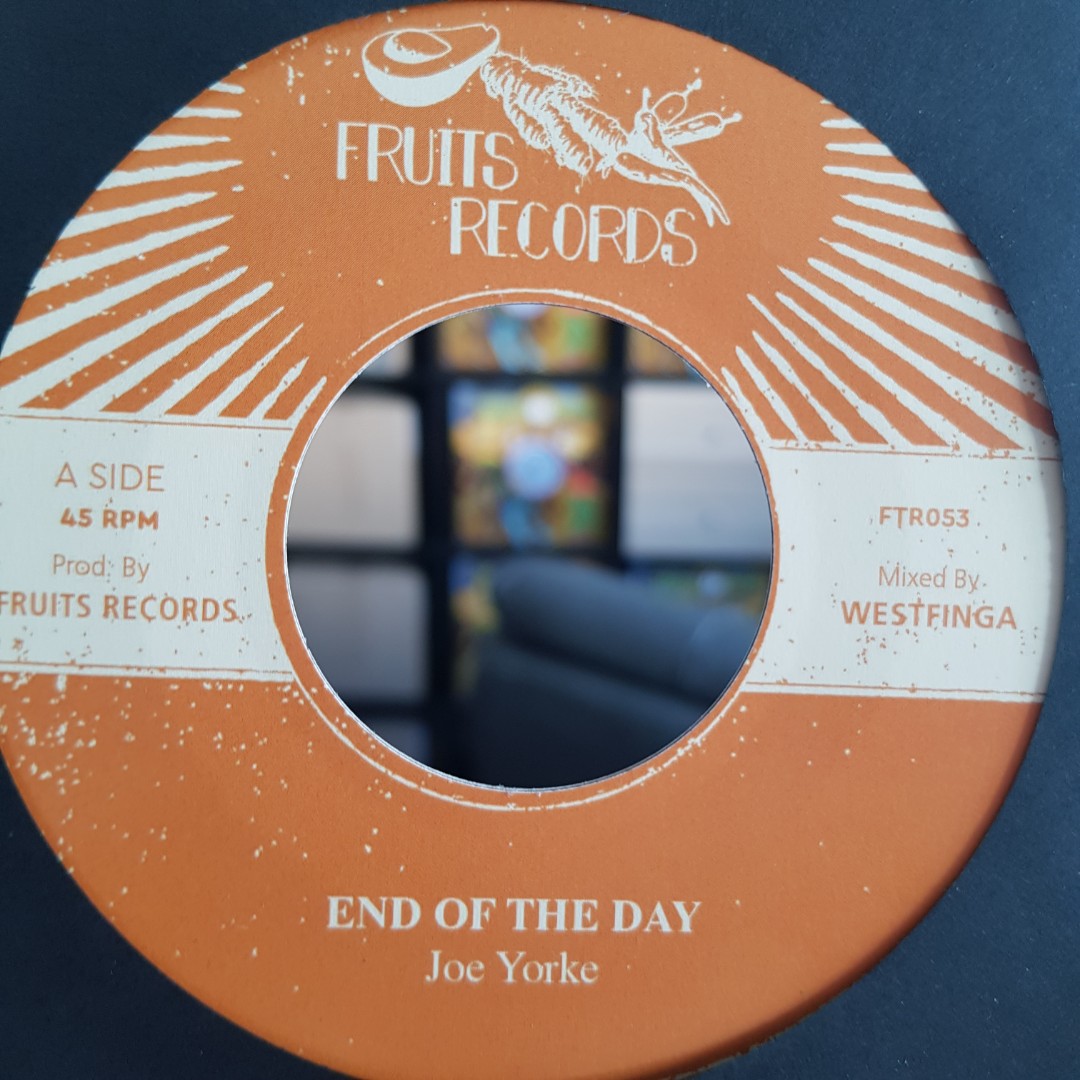 FRUITS
RECORDS
A SIDE
45 RPM
Prod. By
FRUITS RECORDS
FTR053
Mixed By
WESTFINGA
END OF THE DAY
Joe Yorke